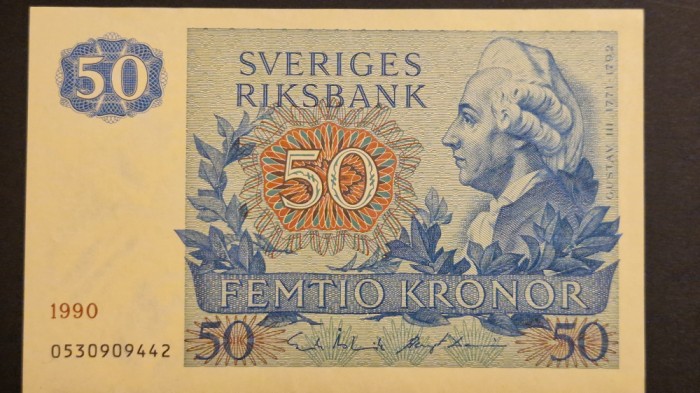 50
SVERIGES
RIKSBANK
50
GUSTAV III 1771-1792
FEMTIO KRONOR
1990
0530909442
50
50